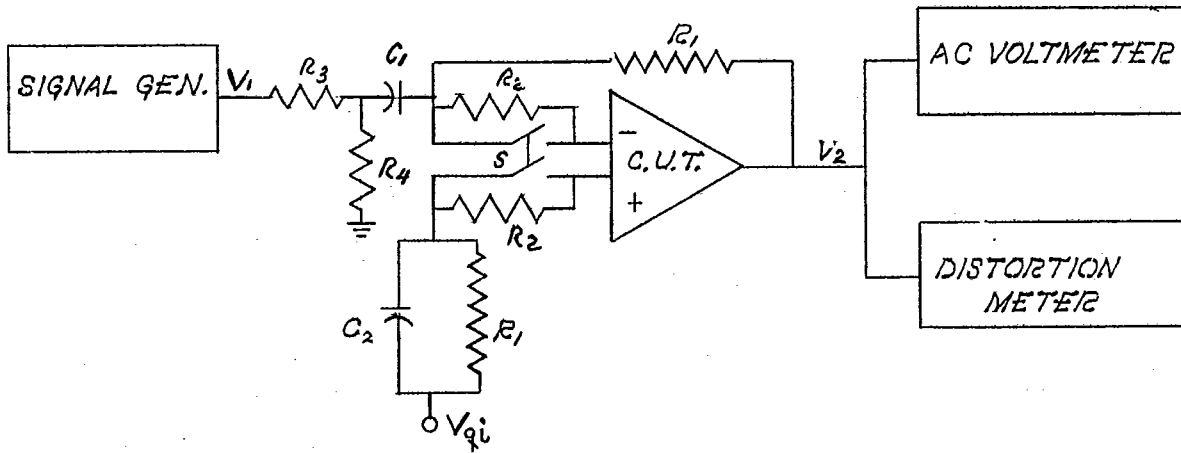 SIGNAL GEN.
V1
R3
C1
R4
R1
R2
S
C.U.T.
−
+
R2
C2
R1
Vqi
V2
AC VOLTMETER
DISTORTION
METER